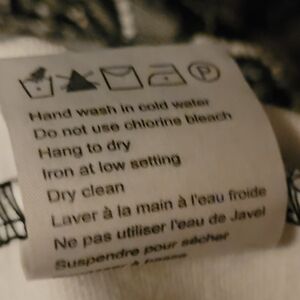 P
Hand wash in cold water
Do not use chlorine bleach
Hang to dry
Iron at low setting
Dry clean
Laver à la main à l'eau froide
Ne pas utiliser l'eau de Javel
Suspendre pour sécher